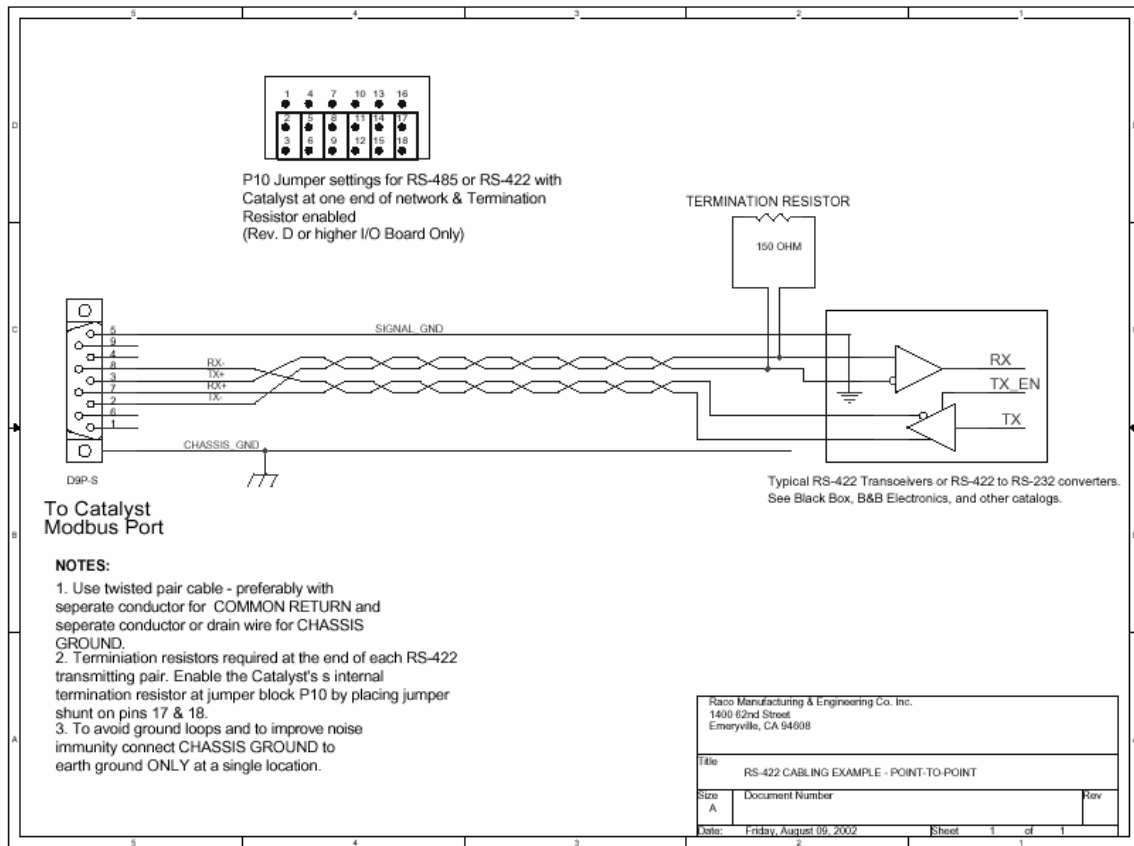 5 4 3 2 1
1 4 7 10 13 16
2 5 8 11 14 17
3 6 9 12 15 18
D
P10 Jumper settings for RS-485 or RS-422 with
Catalyst at one end of network & Termination
Resistor enabled
(Rev. D or higher I/O Board Only)
TERMINATION RESISTOR
150 OHM
C
5
9
4
8
3
7
2
6
1
SIGNAL_GND
RX-
TX+
RX+
TX-
CHASSIS_GND
RX
TX_EN
TX
D9P-S
To Catalyst
Modbus Port
Typical RS-422 Transceivers or RS-422 to RS-232 converters.
See Black Box, B&B Electronics, and other catalogs.
B
NOTES:
1. Use twisted pair cable - preferably with
seperate conductor for COMMON RETURN and
seperate conductor or drain wire for CHASSIS
GROUND.
2. Terminiation resistors required at the end of each RS-422
transmitting pair. Enable the Catalyst's s internal
termination resistor at jumper block P10 by placing jumper
shunt on pins 17 & 18.
3. To avoid ground loops and to improve noise
immunity connect CHASSIS GROUND to
earth ground ONLY at a single location.
A
Raco Manufacturing & Engineering Co. Inc.
1400 62nd Street
Emeryville, CA 94608
Title
RS-422 CABLING EXAMPLE - POINT-TO-POINT
Size Document Number Rev
A
Date: Friday, August 09, 2002 Sheet 1 of 1
5 4 3 2 1